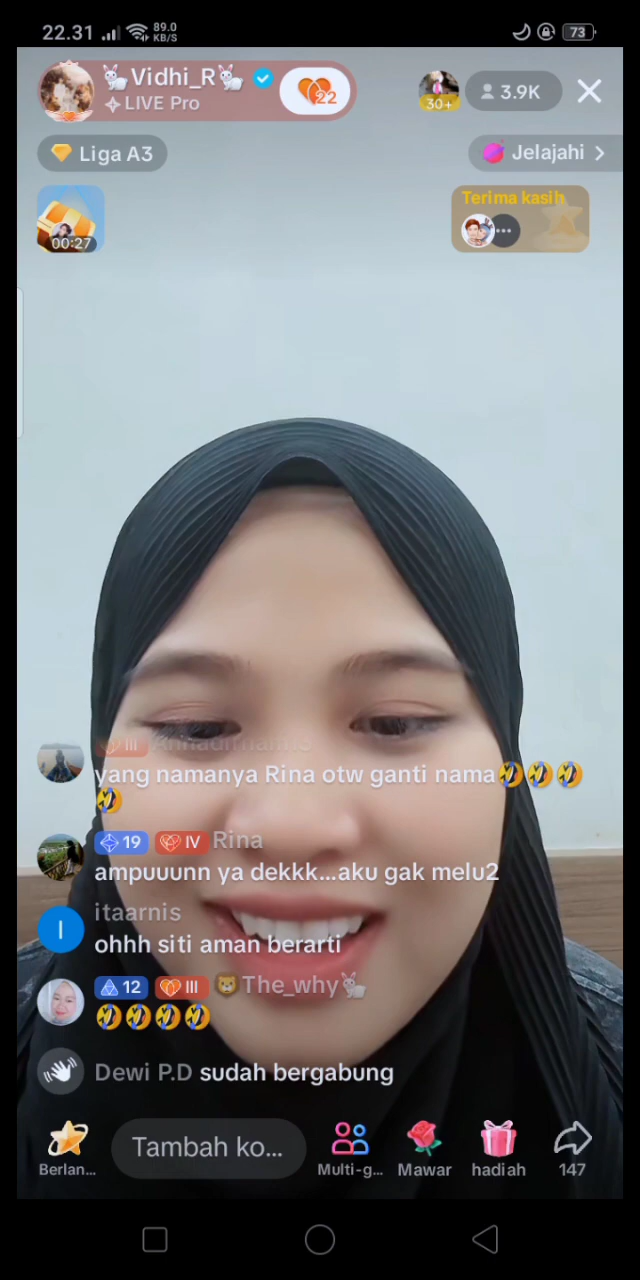 22.31
89.0
KB/S
73
Vidhi_R
LIVE Pro
22
30+
3.9K
Liga A3
Jelajahi
00:27
Terima kasih
III
yang namanya Rina otw ganti nama🤣🤣🤣
🤣
19 IV Rina
ampuuunn ya dekkk...aku gak melu2
I
itaarnis
ohhh siti aman berarti
12 III 🐻The_why🐇
🤣🤣🤣🤣
Dewi P.D sudah bergabung
Berlan...
Tambah ko...
Multi-g...
Mawar
hadiah
147